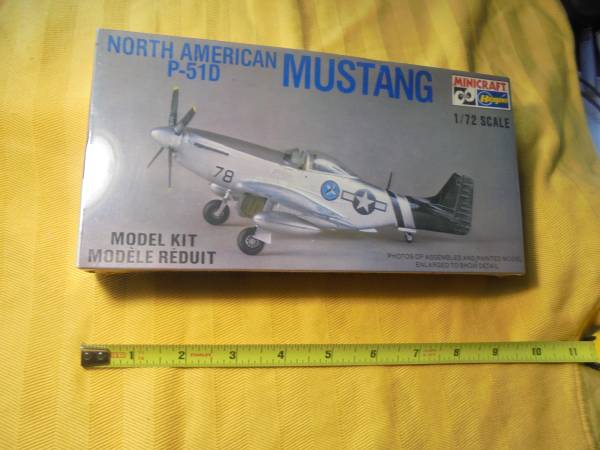 NORTH AMERICAN
P-51D
MUSTANG
MINICRAFT
Hasegawa
1/72 SCALE
78
MODEL KIT
MODÈLE RÉDUIT
PHOTOS OF ASSEMBLED AND PAINTED MODEL
ENLARGED TO SHOW DETAIL
1 2 STANLEY 3 4 5 6 7 8 9 10 11